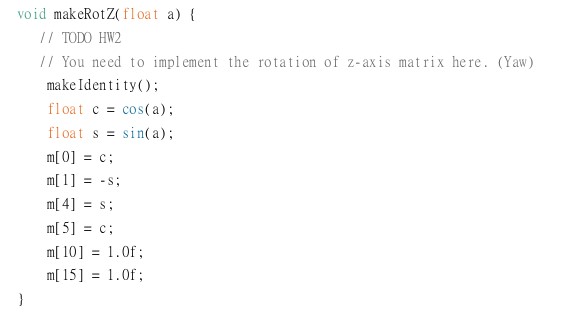 void makeRotZ(float a) {
// TODO HW2
// You need to implement the rotation of z-axis matrix here. (Yaw)
makeIdentity();
float c = cos(a);
float s = sin(a);
m[0] = c;
m[1] = -s;
m[4] = s;
m[5] = c;
m[10] = 1.0f;
m[15] = 1.0f;
}